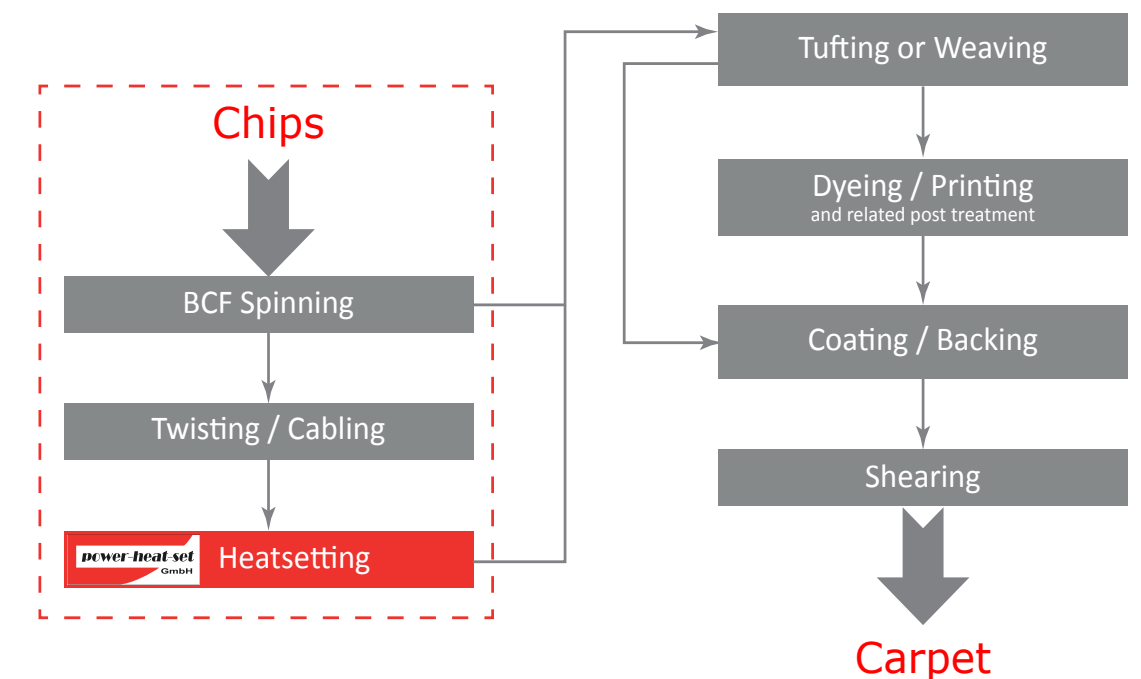 Chips
BCF Spinning
Twisting / Cabling
power-heat-set
GmbH
Heatsetting
Tufting or Weaving
Dyeing / Printing
and related post treatment
Coating / Backing
Shearing
Carpet